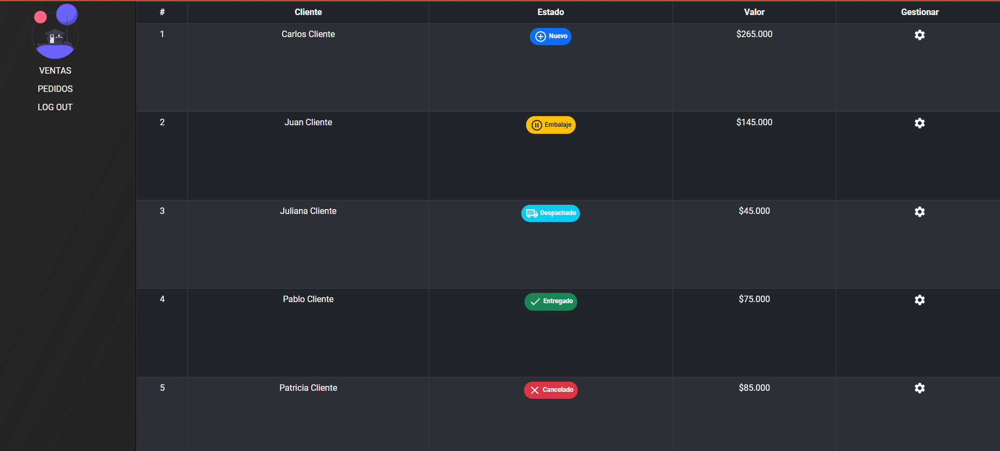 VENTAS
PEDIDOS
LOG OUT
# Cliente Estado Valor Gestionar
1 Carlos Cliente Nuevo $265.000
2 Juan Cliente Embalaje $145.000
3 Juliana Cliente Despachado $45.000
4 Pablo Cliente Entregado $75.000
5 Patricia Cliente Cancelado $85.000